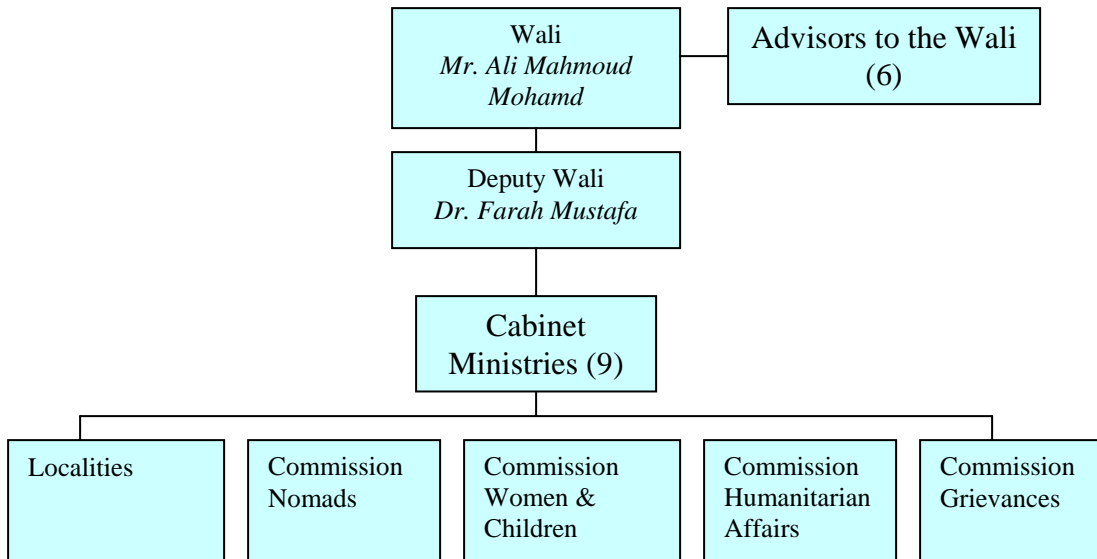 Wali
Mr. Ali Mahmoud
Mohamd
Advisors to the Wali
(6)
Deputy Wali
Dr. Farah Mustafa
Cabinet
Ministries (9)
Localities
Commission
Nomads
Commission
Women &
Children
Commission
Humanitarian
Affairs
Commission
Grievances